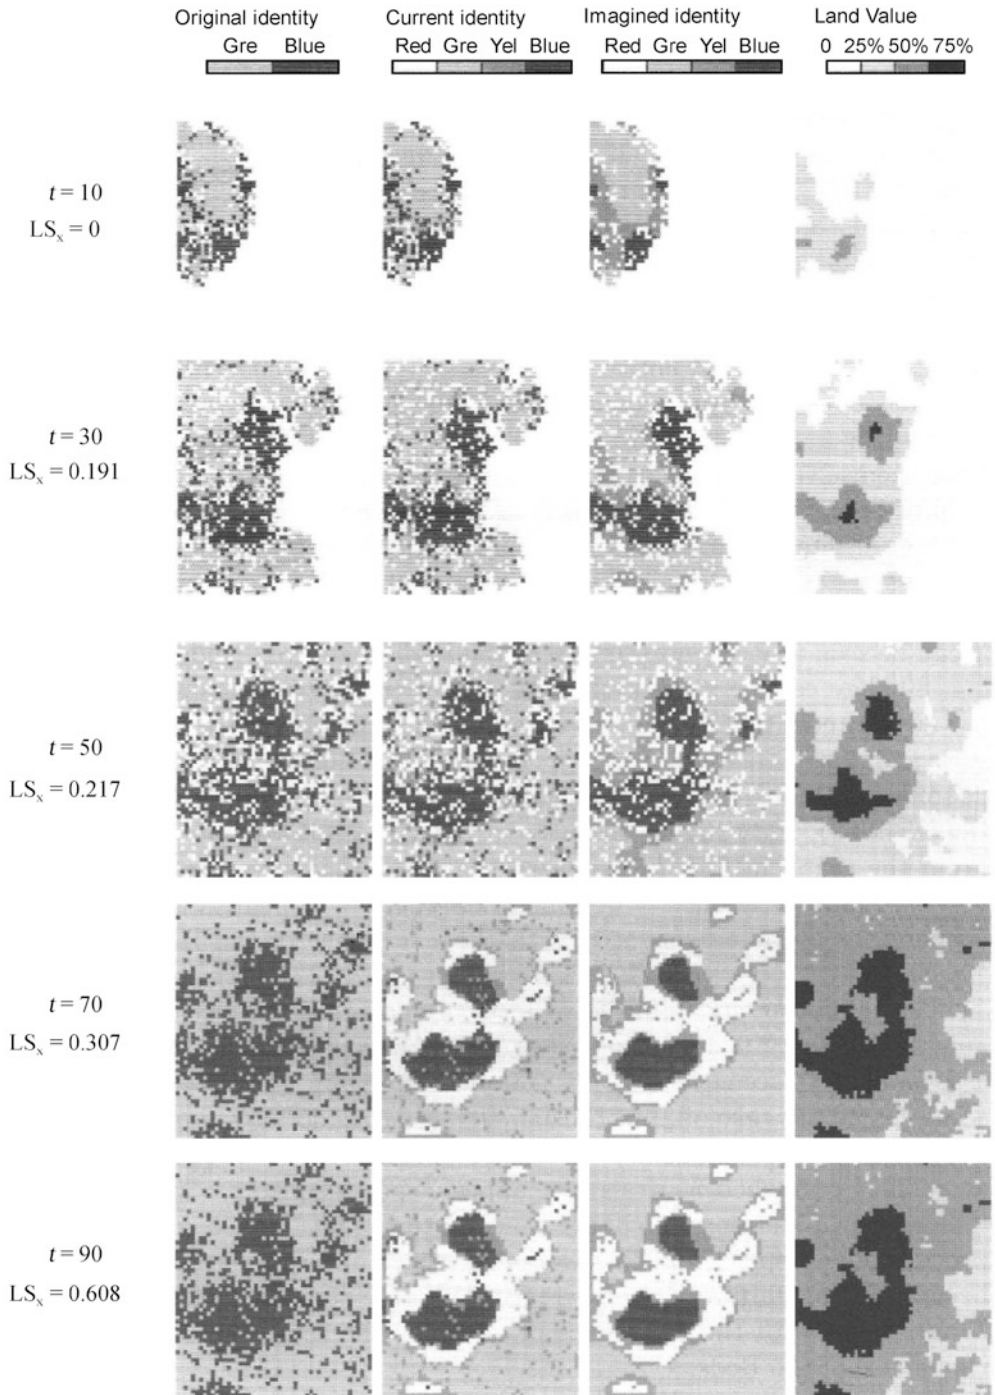 Original identity Current identity Imagined identity Land Value
Gre Blue Red Gre Yel Blue Red Gre Yel Blue 0 25% 50% 75%
t = 10
LSx = 0
t = 30
LSx = 0.191
t = 50
LSx = 0.217
t = 70
LSx = 0.307
t = 90
LSx = 0.608